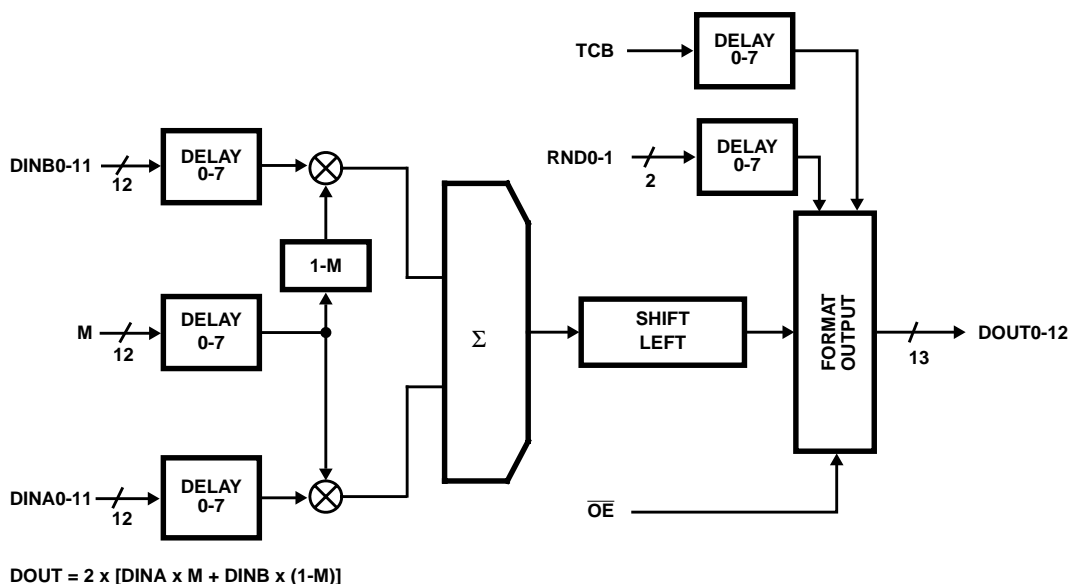 TCB
DELAY
0-7
RND0-1
2
DELAY
0-7
DINB0-11
12
DELAY
0-7
1-M
M
12
DELAY
0-7
Σ
SHIFT
LEFT
FORMAT
OUTPUT
13
DOUT0-12
DINA0-11
12
DELAY
0-7
OE
DOUT = 2 x [DINA x M + DINB x (1-M)]